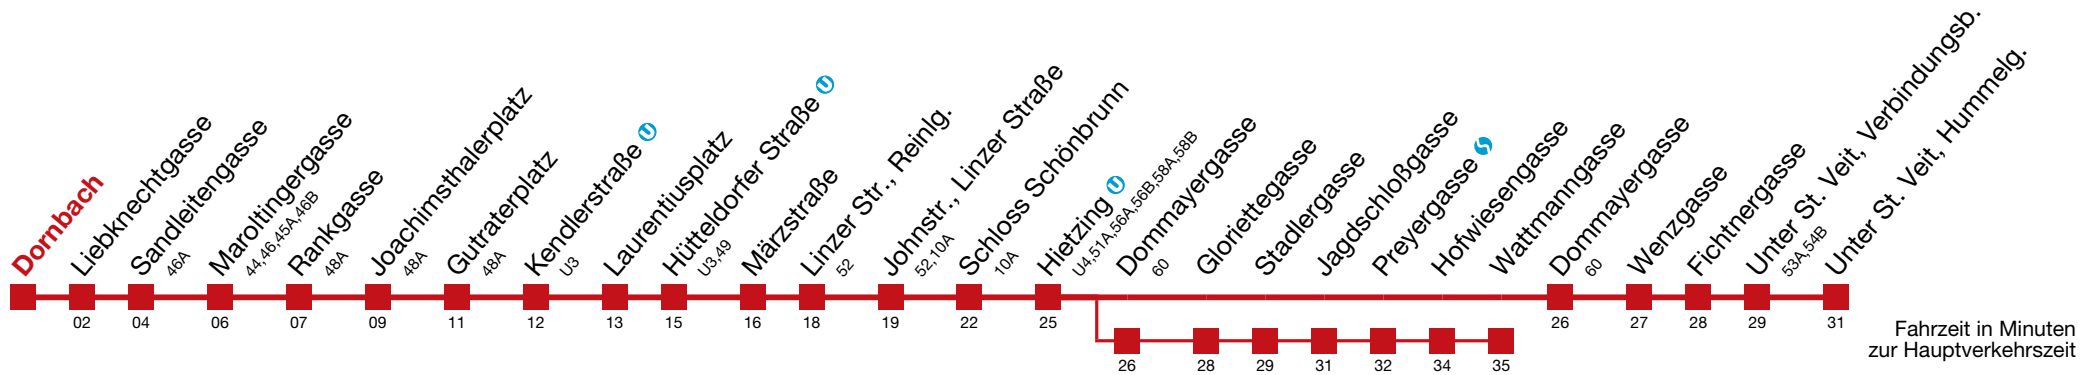 Dornbach
Liebknechtgasse
Sandleitengasse
46A
Maroltingergasse
44,46,45A,46B
Rankgasse
48A
Joachimsthalerplatz
48A
Gutraterplatz
48A
Kendlerstraße U
U3
Laurentiusplatz
Hütteldorfer Straße U
U3,49
Märzstraße
Linzer Str., Reinlg.
52
Johnstr., Linzer Straße
52,10A
Schloss Schönbrunn
10A
Hietzing U
U4,51A,56A,56B,58A,58B
Dommayergasse
60
Gloriettegasse
Stadlergasse
Jagdschloßgasse
Preyergasse S
Hofwiesengasse
Wattmanngasse
Dommayergasse
60
Wenzgasse
Fichtnergasse
Unter St. Veit, Verbindungsb.
53A,54B
Unter St. Veit, Hummelg.
02 04 06 07 09 11 12 13 15 16 18 19 22 25 26 27 28 29 31
26 28 29 31 32 34 35
Fahrzeit in Minuten
zur Hauptverkehrszeit